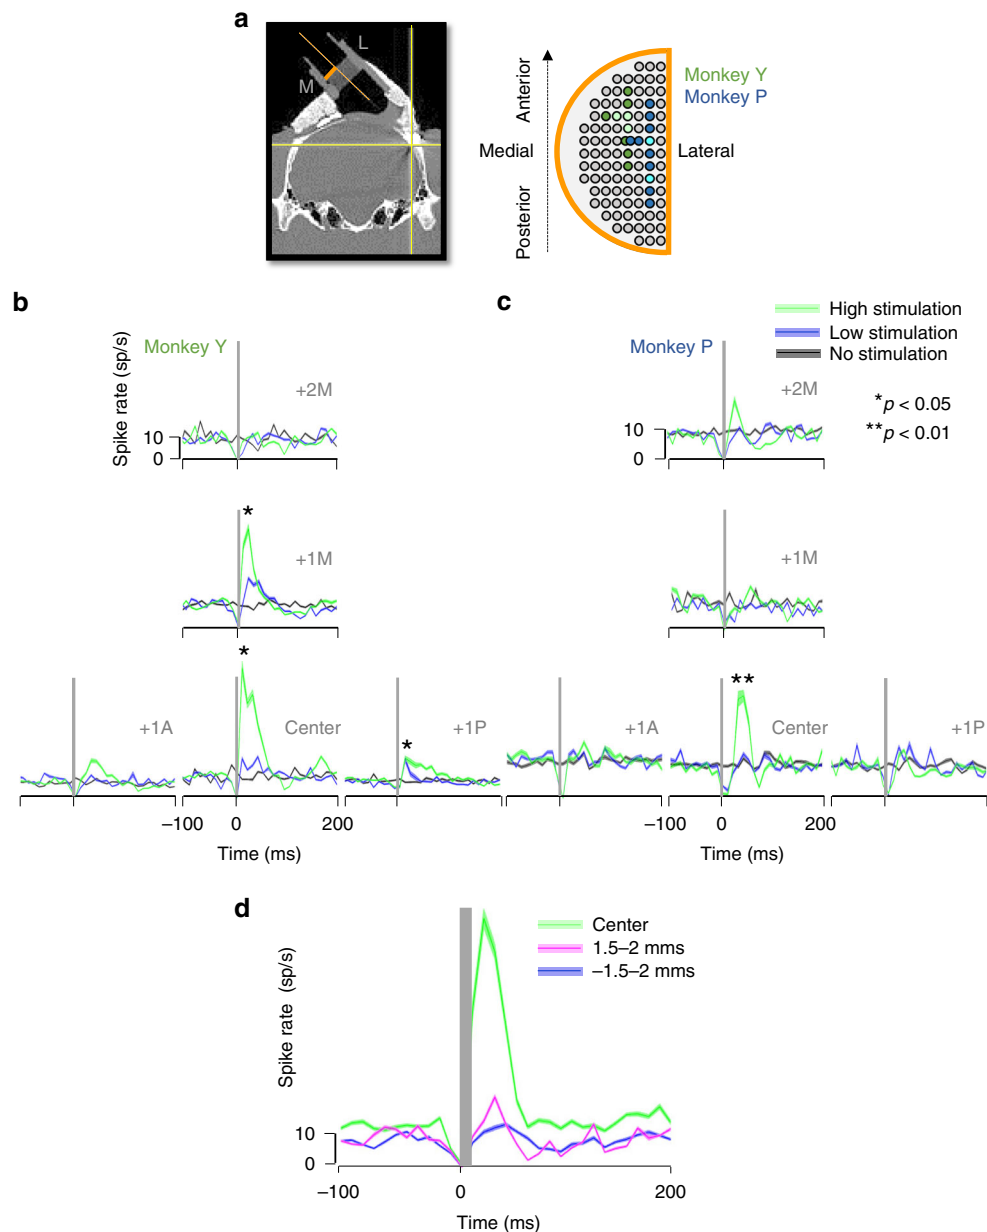 a
L
M
Anterior
Posterior
Medial
Lateral
Monkey Y
Monkey P
b
Monkey Y
Spike rate (sp/s)
+2M
10
0
*
+1M
*
+1A
Center
*
+1P
−100 0 200
Time (ms)
c
High stimulation
Low stimulation
No stimulation
*p < 0.05
**p < 0.01
Monkey P
+2M
10
0
+1M
**
+1A
Center
+1P
−100 0 200
Time (ms)
d
Center
1.5–2 mms
–1.5–2 mms
Spike rate (sp/s)
10
0
−100 0 200
Time (ms)